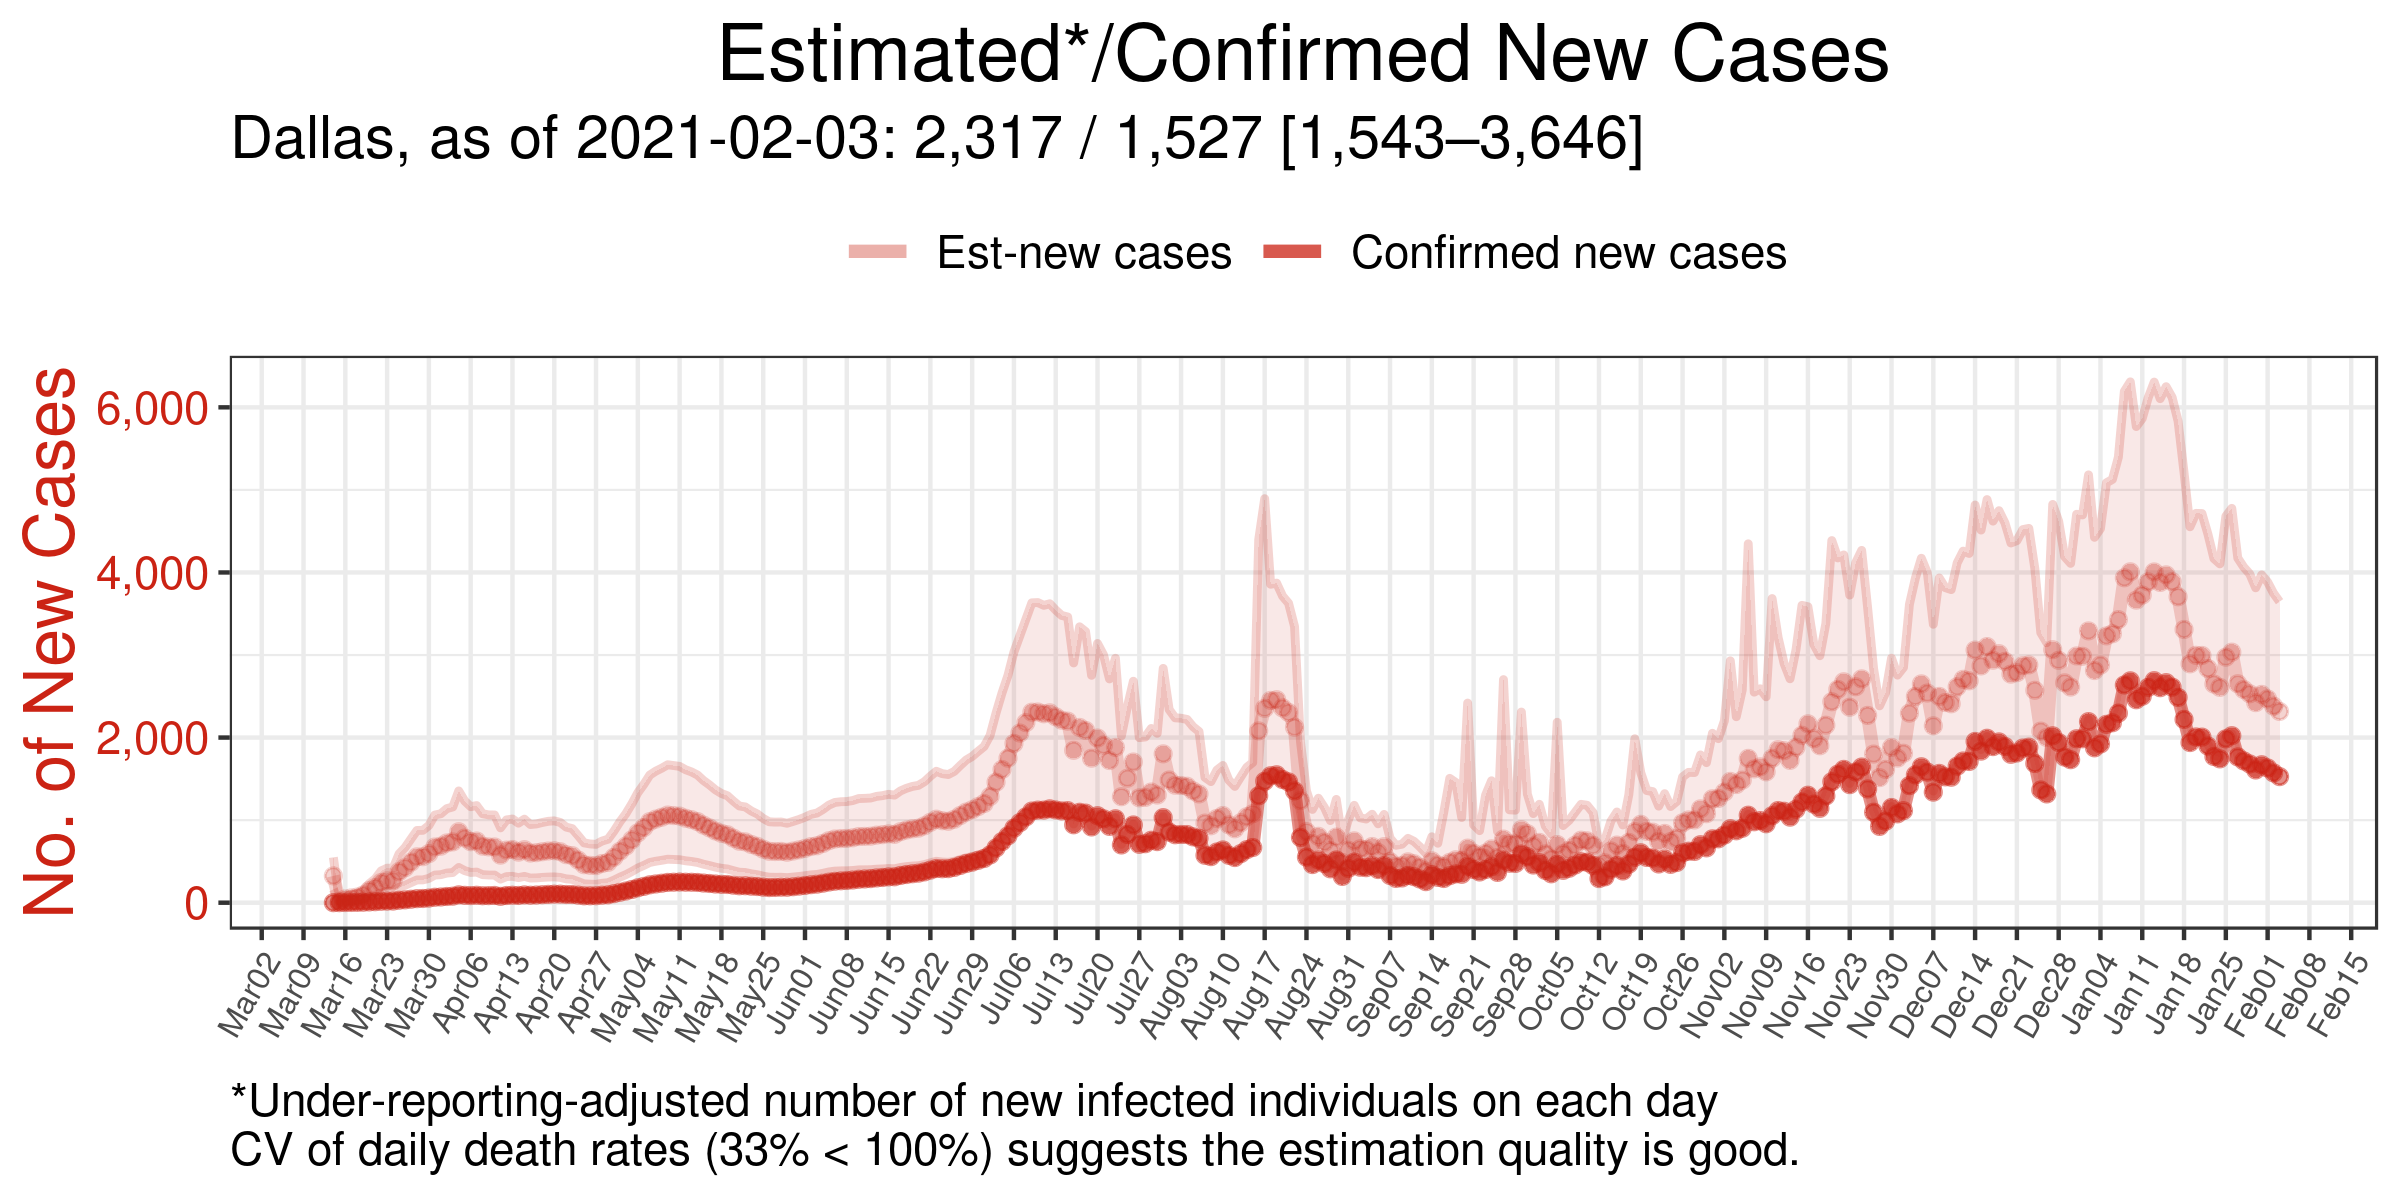 Estimated*/Confirmed New Cases
Dallas, as of 2021-02-03: 2,317 / 1,527 [1,543–3,646]
Est-new cases
Confirmed new cases
No. of New Cases
6,000
4,000
2,000
0
Mar02
Mar09
Mar16
Mar23
Mar30
Apr06
Apr13
Apr20
Apr27
May04
May11
May18
May25
Jun01
Jun08
Jun15
Jun22
Jun29
Jul06
Jul13
Jul20
Jul27
Aug03
Aug10
Aug17
Aug24
Aug31
Sep07
Sep14
Sep21
Sep28
Oct05
Oct12
Oct19
Oct26
Nov02
Nov09
Nov16
Nov23
Nov30
Dec07
Dec14
Dec21
Dec28
Jan04
Jan11
Jan18
Jan25
Feb01
Feb08
Feb15
*Under-reporting-adjusted number of new infected individuals on each day
CV of daily death rates (33% < 100%) suggests the estimation quality is good.